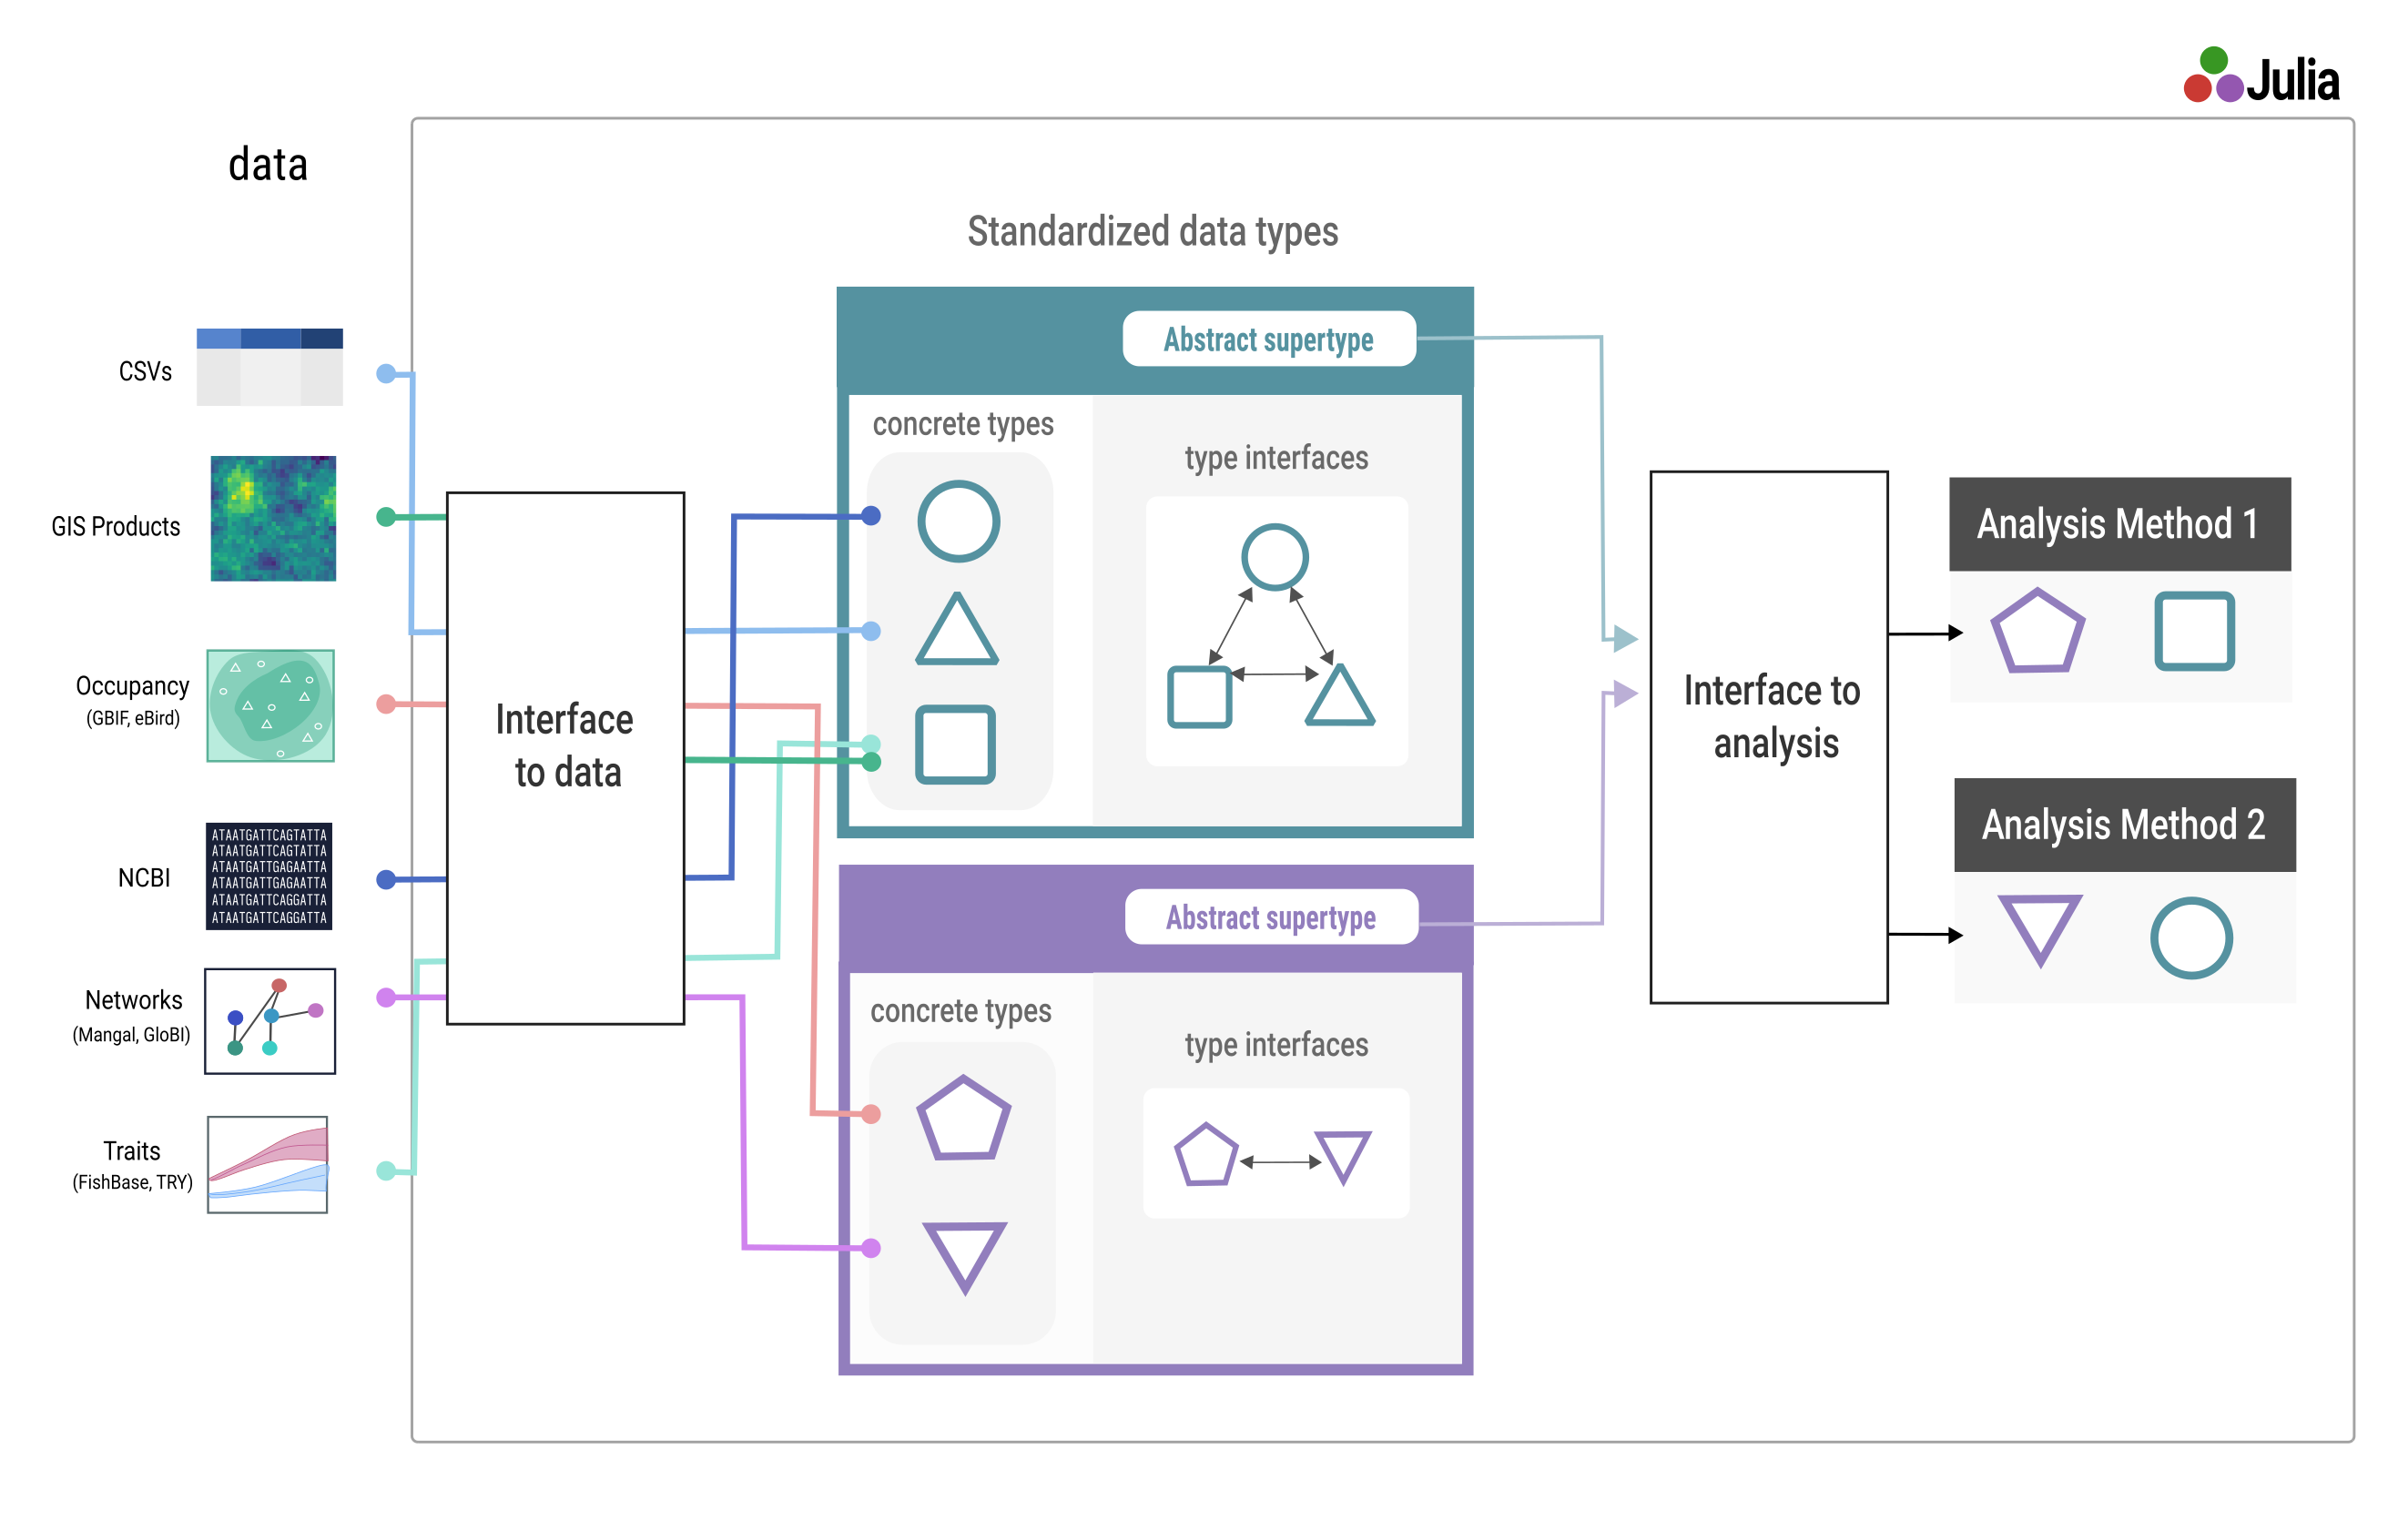 Julia
data
Standardized data types
CSVs
GIS Products
Occupancy
(GBIF, eBird)
NCBI
ATAATGATTCAGTATTA
ATAATGATTCAGTATTA
ATAATGATTGAGAATTA
ATAATGATTGAGAATTA
ATAATGATTCAGGATTA
ATAATGATTCAGGATTA
Networks
(Mangal, GloBI)
Traits
(FishBase, TRY)
Interface
to data
Abstract supertype
concrete types
type interfaces
Abstract supertype
concrete types
type interfaces
Interface to
analysis
Analysis Method 1
Analysis Method 2